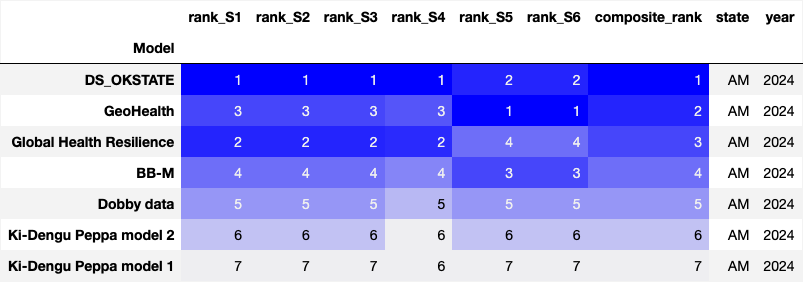 rank_S1 rank_S2 rank_S3 rank_S4 rank_S5 rank_S6 composite_rank state year
Model
DS_OKSTATE 1 1 1 1 2 2 1 AM 2024
GeoHealth 3 3 3 3 1 1 2 AM 2024
Global Health Resilience 2 2 2 2 4 4 3 AM 2024
BB-M 4 4 4 4 3 3 4 AM 2024
Dobby data 5 5 5 5 5 5 5 AM 2024
Ki-Dengu Peppa model 2 6 6 6 6 6 6 6 AM 2024
Ki-Dengu Peppa model 1 7 7 7 6 7 7 7 AM 2024